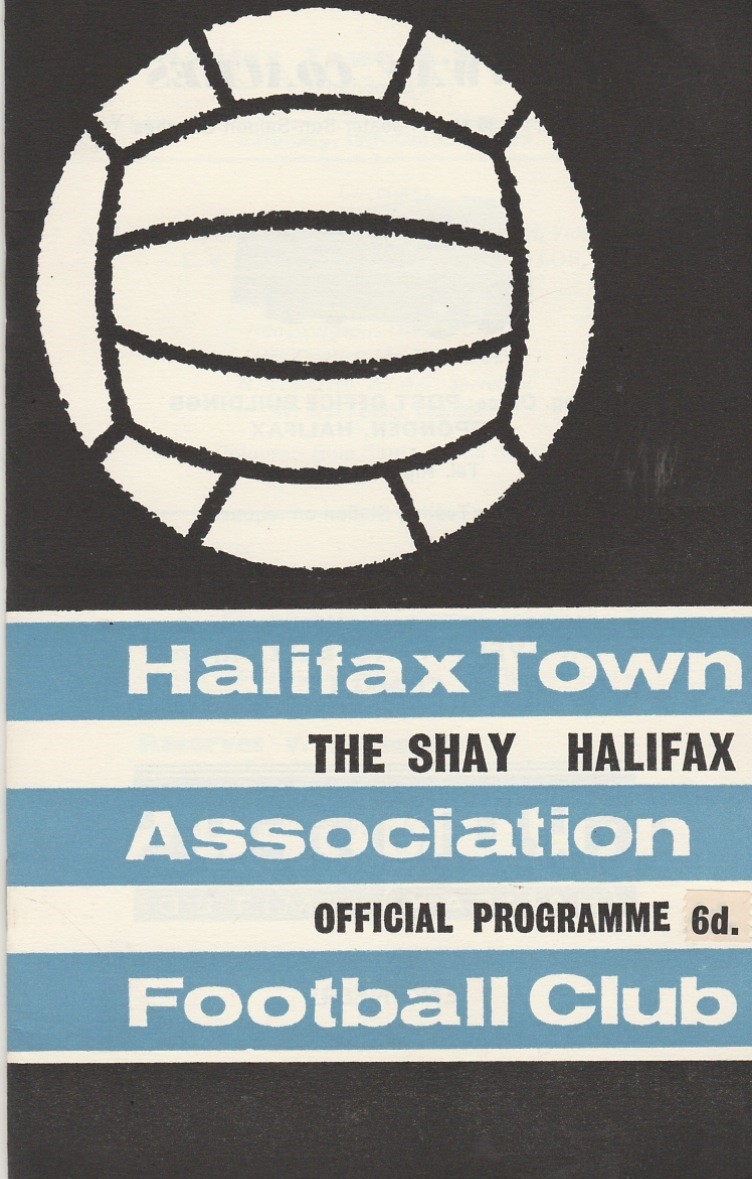 Halifax Town
THE SHAY HALIFAX
Association
OFFICIAL PROGRAMME 6d.
Football Club